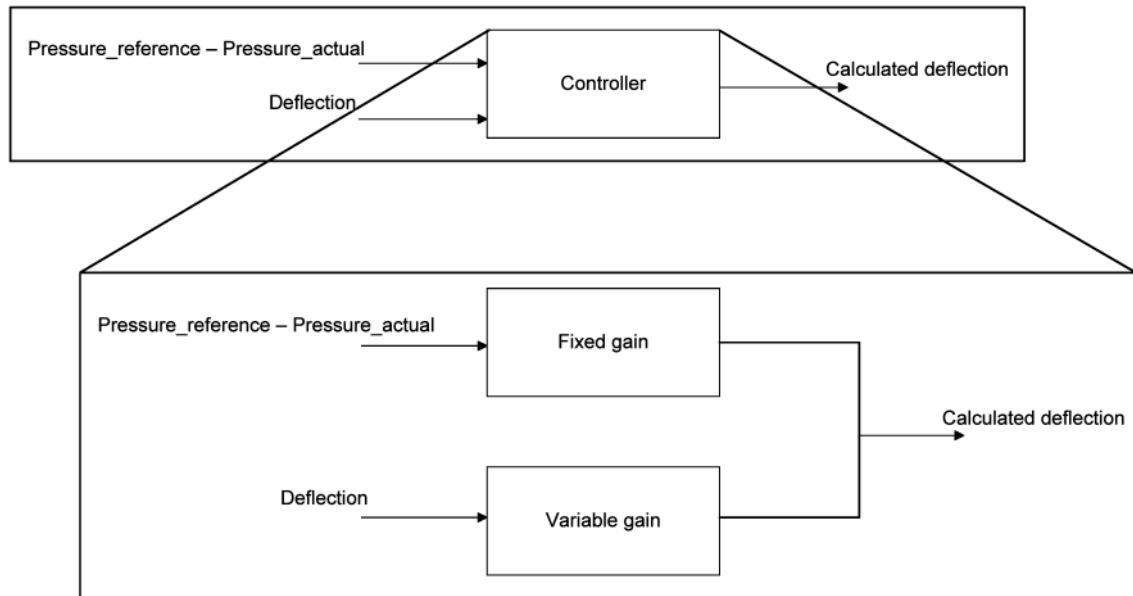 Pressure_reference – Pressure_actual
Deflection
Controller
Calculated deflection
Pressure_reference – Pressure_actual
Fixed gain
Calculated deflection
Deflection
Variable gain